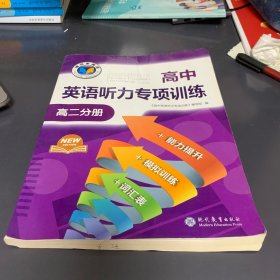 高中
英语听力专项训练
高二分册
NEW
+能力提升
+模拟训练
+词汇表
现代教育出版社
Modern Education Press